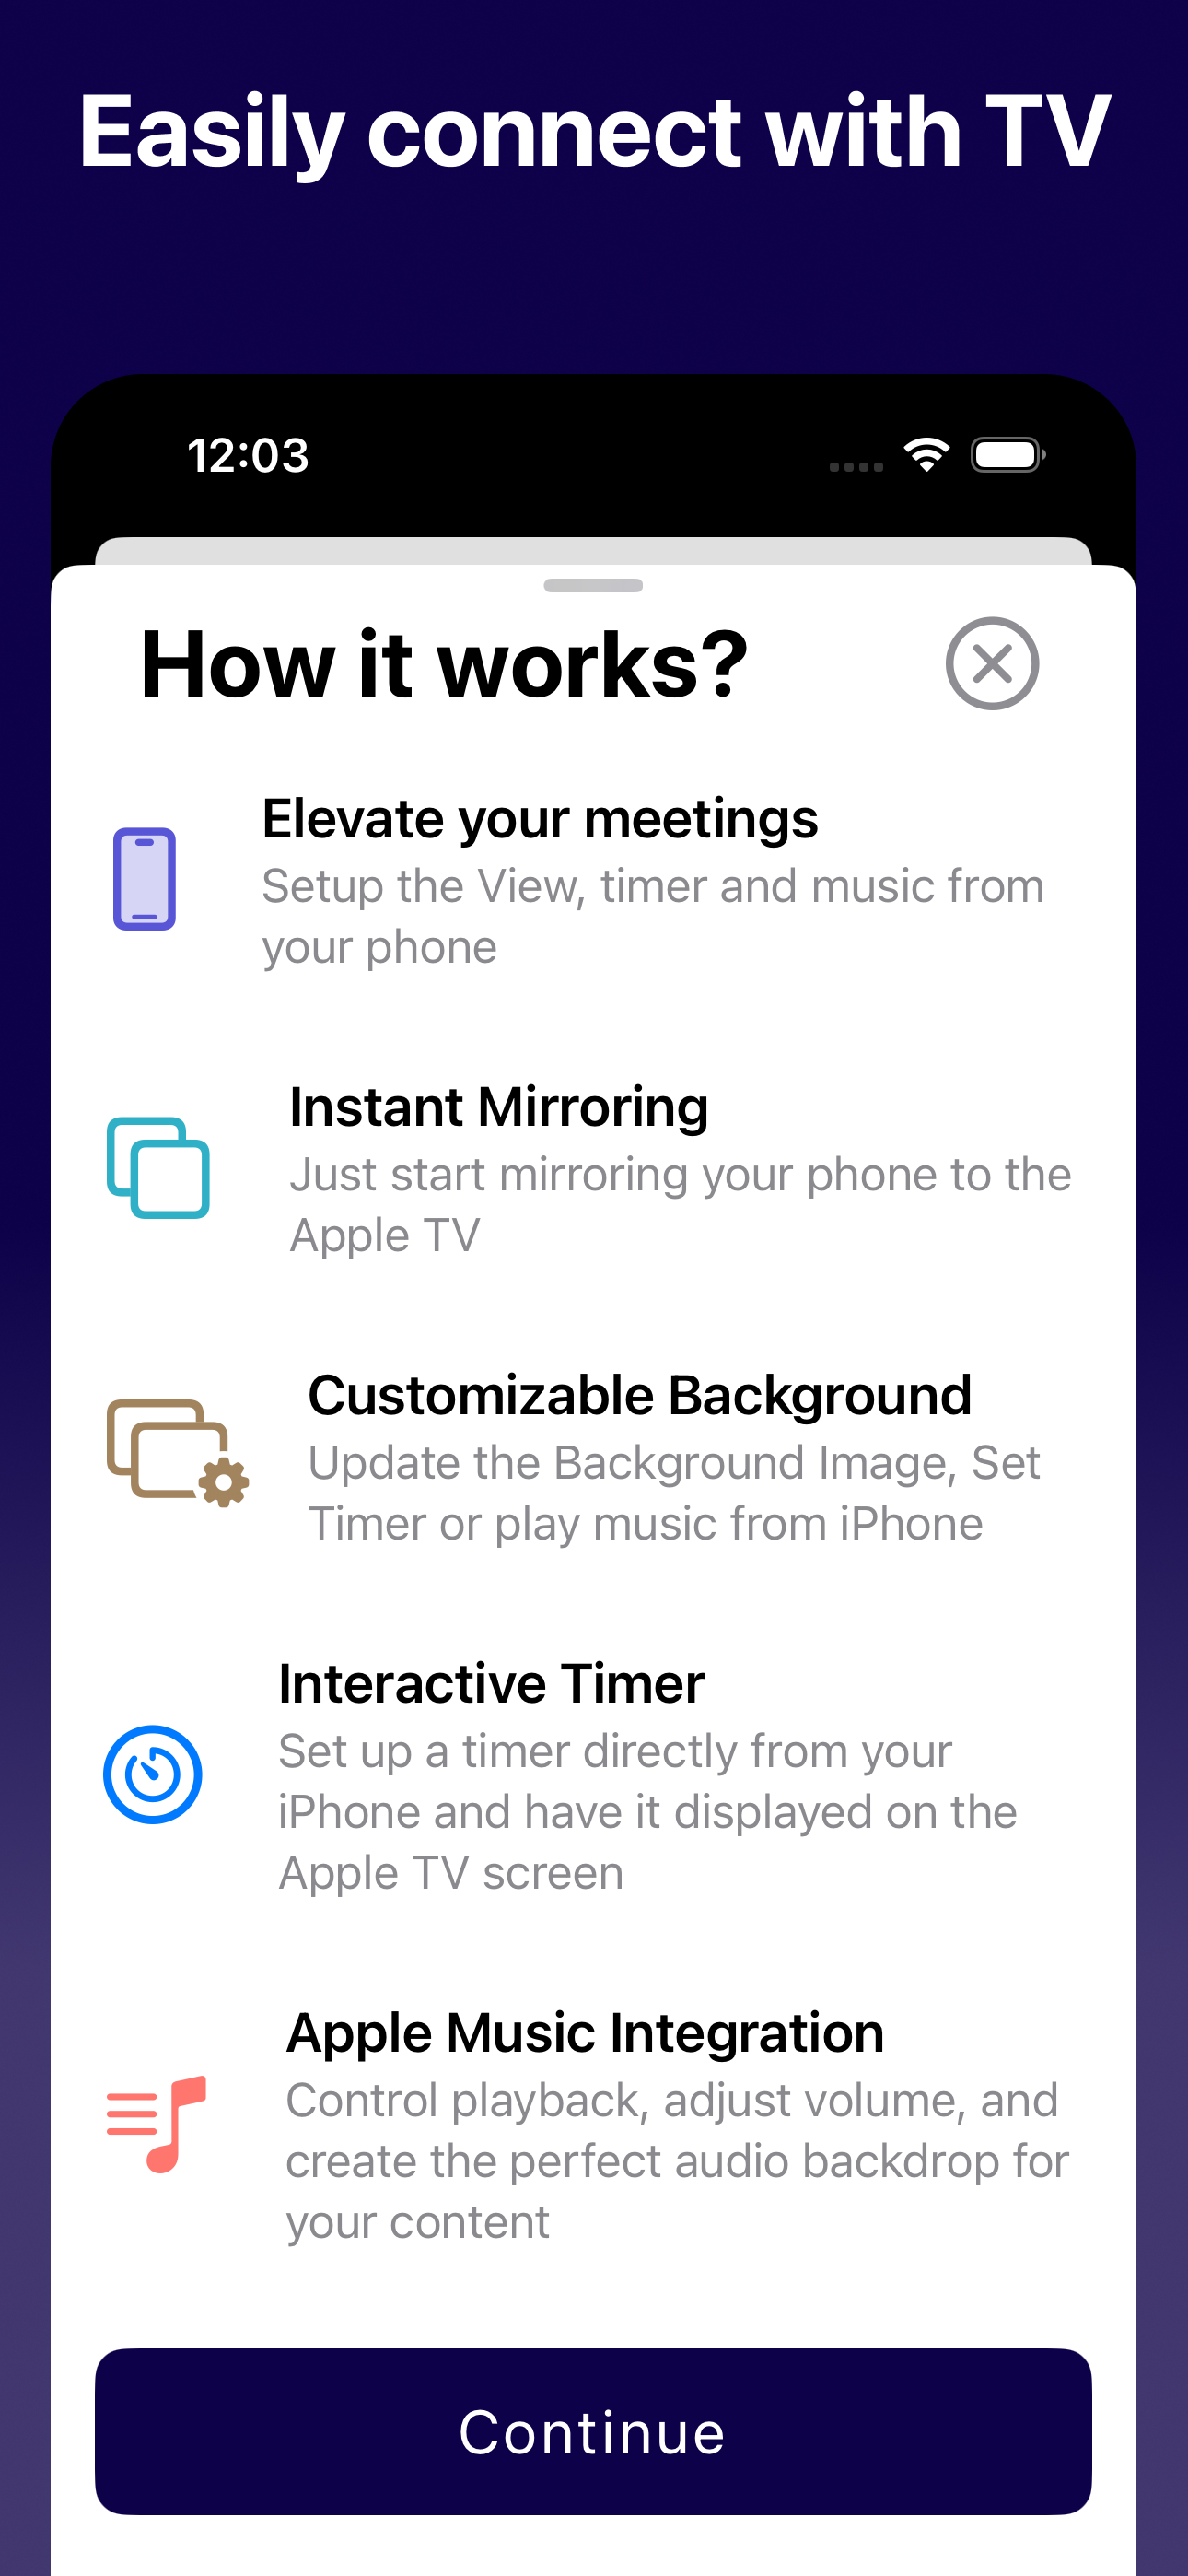 Easily connect with TV
12:03
How it works?
Elevate your meetings
Setup the View, timer and music from
your phone
Instant Mirroring
Just start mirroring your phone to the
Apple TV
Customizable Background
Update the Background Image, Set
Timer or play music from iPhone
Interactive Timer
Set up a timer directly from your
iPhone and have it displayed on the
Apple TV screen
Apple Music Integration
Control playback, adjust volume, and
create the perfect audio backdrop for
your content
Continue